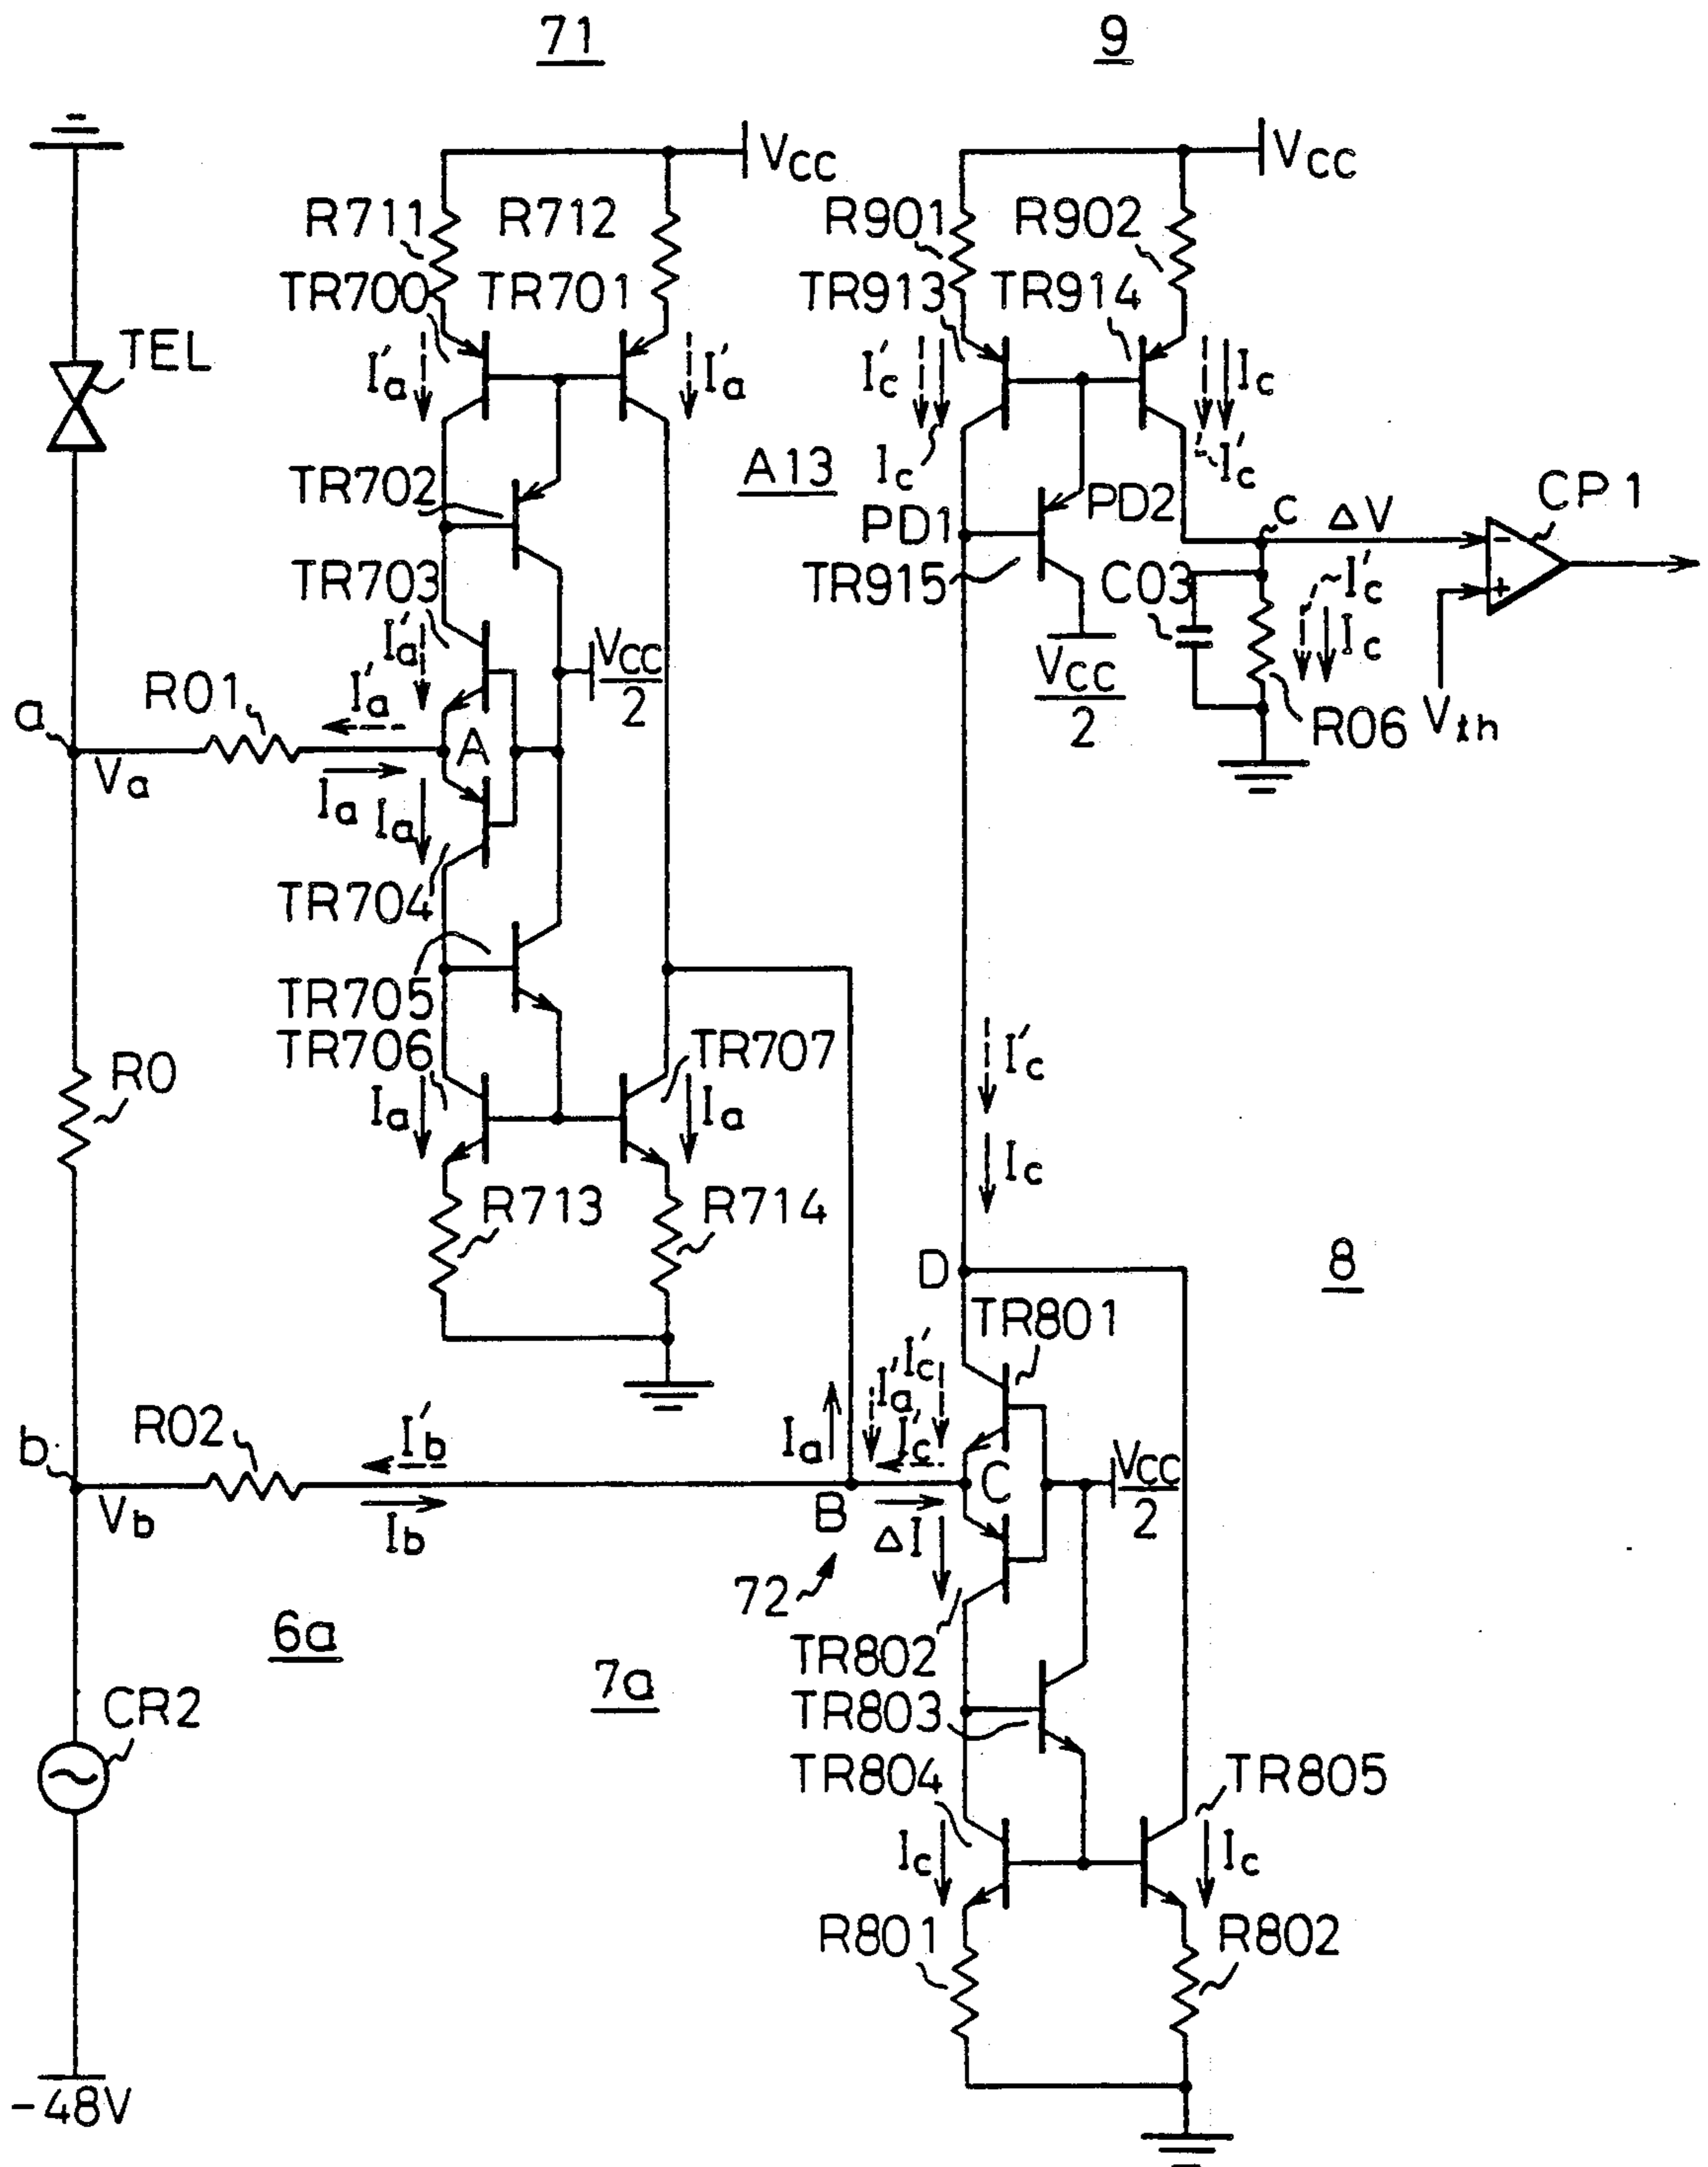 71
9
VCC
VCC
R711
R712
R901
R902
TR700
TR701
TR913
TR914
TEL
I'a
I'a
I'c
Ic
Ic
I'c
TR702
A13
PD1
PD2
c
ΔV
CP1
TR703
TR915
C03
I'c
Ic
I'a
VCC
2
VCC
2
R01
I'a
a
A
Va
Ia
Ia
R06
Vth
TR704
TR705
TR706
TR707
R0
Ia
Ia
I'c
Ic
R713
R714
D
8
TR801
I'c
I'a
R02
I'b
Ia
I'c
b
C
VCC
2
Vb
Ib
B
ΔI
72
6a
7a
TR802
TR803
CR2
TR804
TR805
Ic
Ic
R801
R802
-48V